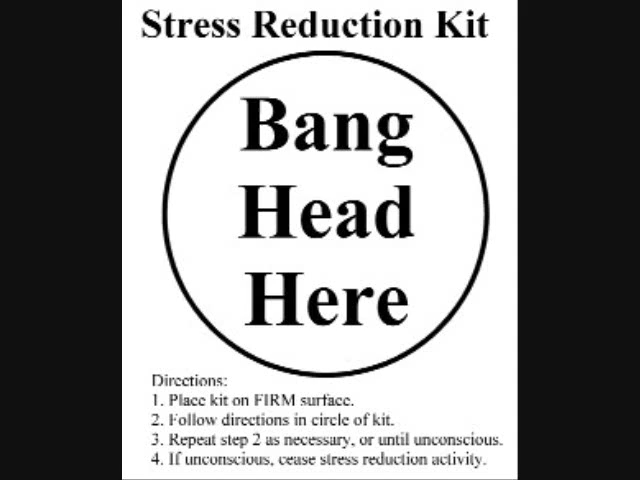 Stress Reduction Kit
Bang
Head
Here
Directions:
1. Place kit on FIRM surface.
2. Follow directions in circle of kit.
3. Repeat step 2 as necessary, or until unconscious.
4. If unconscious, cease stress reduction activity.